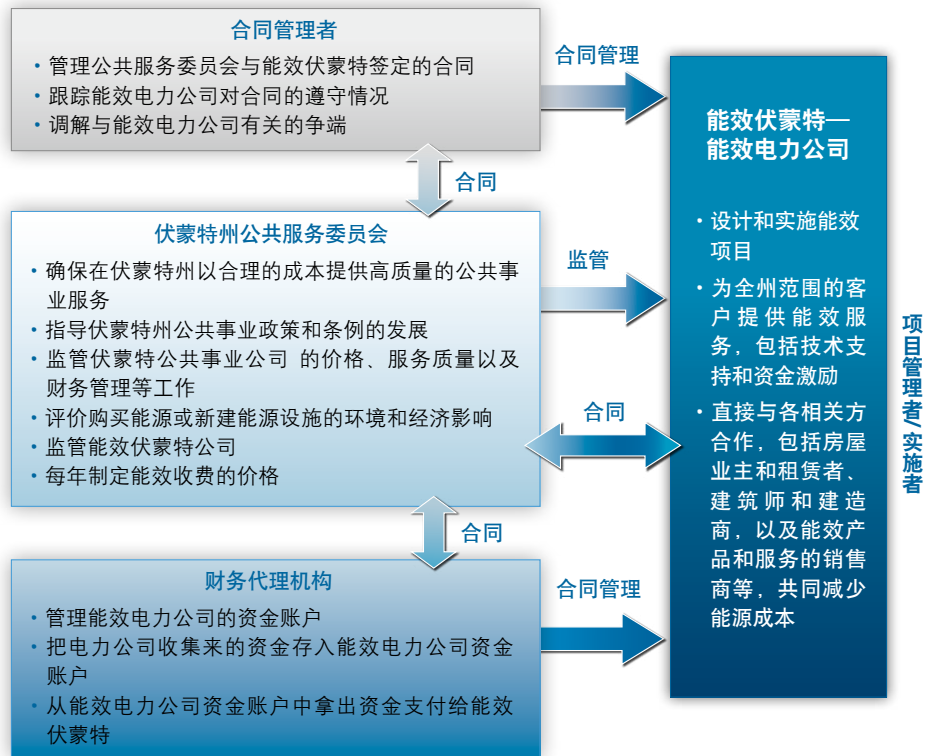 合同管理者
• 管理公共服务委员会与能效伏蒙特签定的合同
• 跟踪能效电力公司对合同的遵守情况
• 调解与能效电力公司有关的争端
合同管理
合同
伏蒙特州公共服务委员会
• 确保在伏蒙特州以合理的成本提供高质量的公共事
业服务
• 指导伏蒙特州公共事业政策和条例的发展
• 监管伏蒙特公共事业公司 的价格、服务质量以及
财务管理等工作
• 评价购买能源或新建能源设施的环境和经济影响
• 监管能效伏蒙特公司
• 每年制定能效收费的价格
监管
合同
合同
财务代理机构
• 管理能效电力公司的资金账户
• 把电力公司收集来的资金存入能效电力公司资金
账户
• 从能效电力公司资金账户中拿出资金支付给能效
伏蒙特
合同管理
能效伏蒙特—
能效电力公司
• 设计和实施能效
项目
• 为全州范围的客
户提供能效服
务，包括技术支
持和资金激励
• 直接与各相关方
合作，包括房屋
业主和租赁者、
建筑师和建造
商，以及能效产
品和服务的销售
商等，共同减少
能源成本
项目管理者/实施者